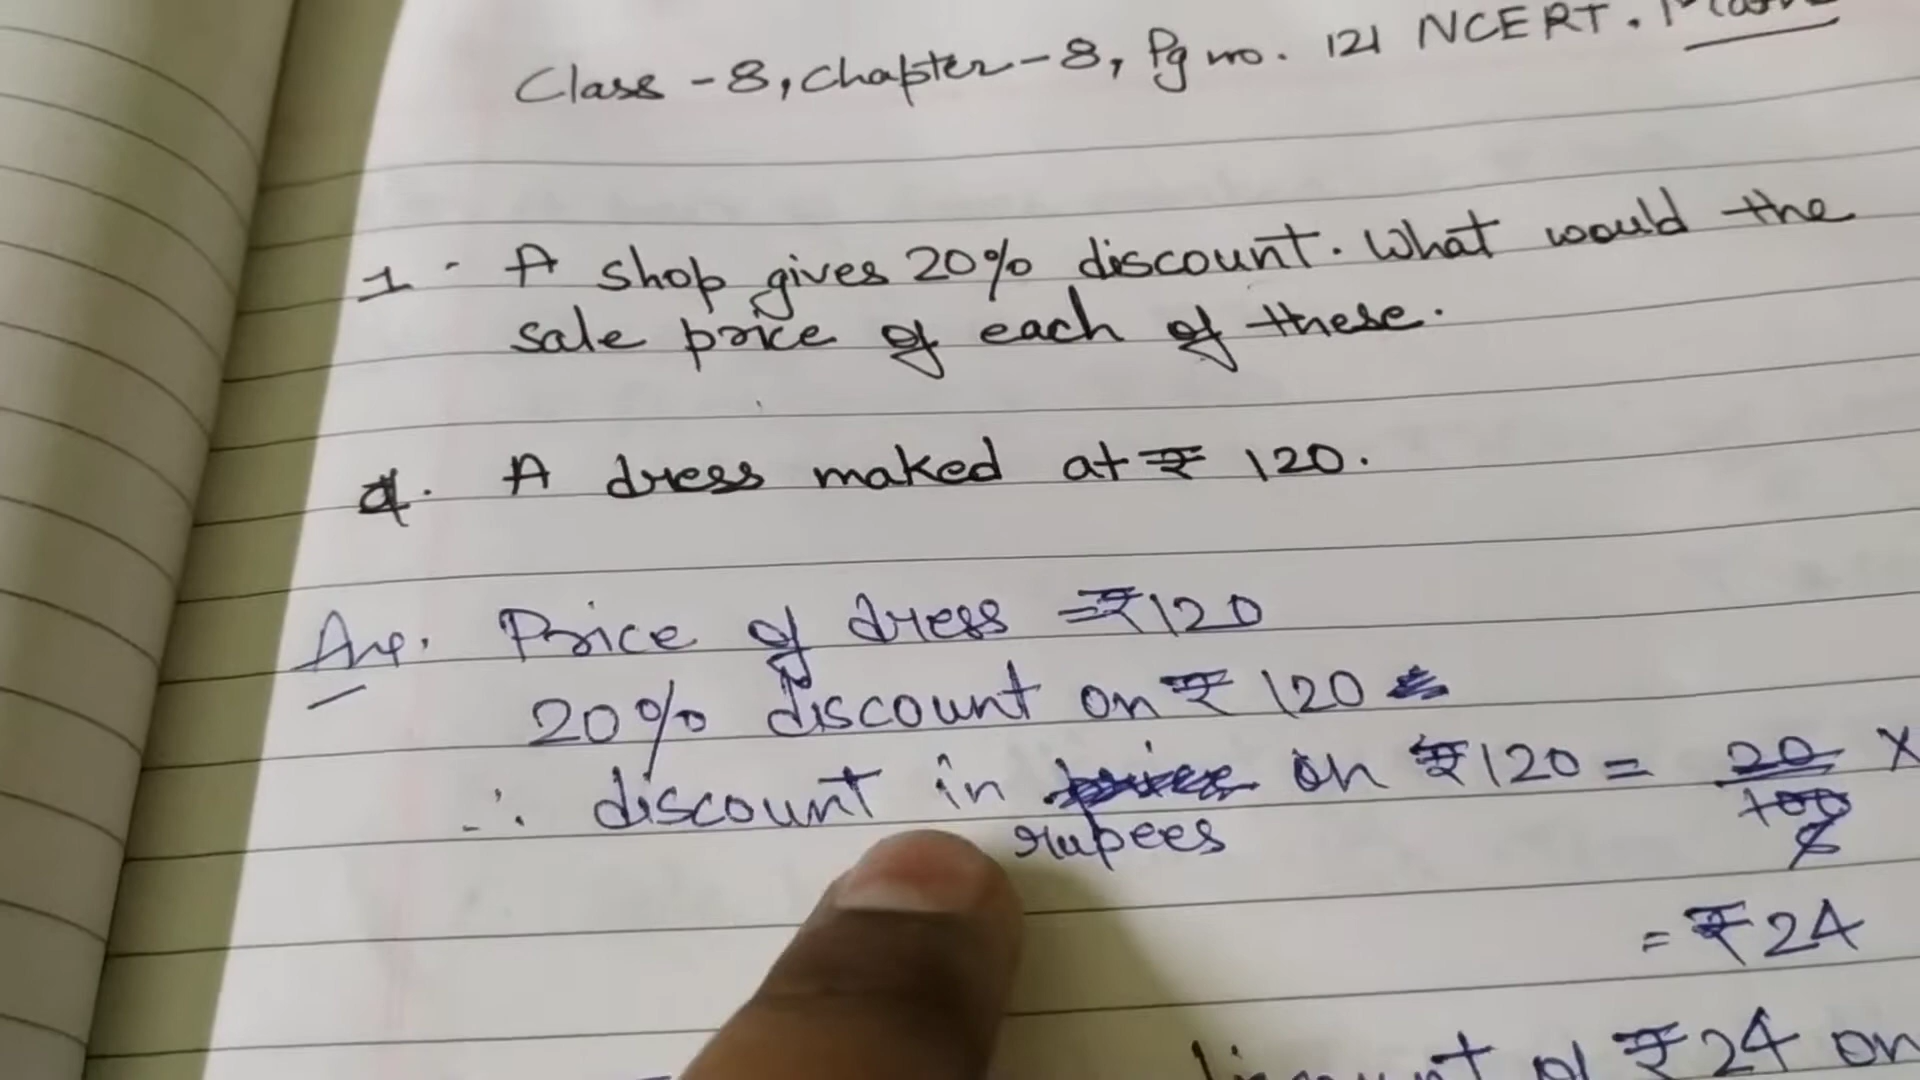 Class - 8, Chapter - 8, Pg no. 121 NCERT.
1. A shop gives 20% discount. What would the
sale price of each of these.
a. A dress maked at ₹ 120.
Ans. Price of dress = ₹120
20% discount on ₹ 120
∴ discount in on ₹120 = 20/100 ×
rupees
= ₹24
₹24 on